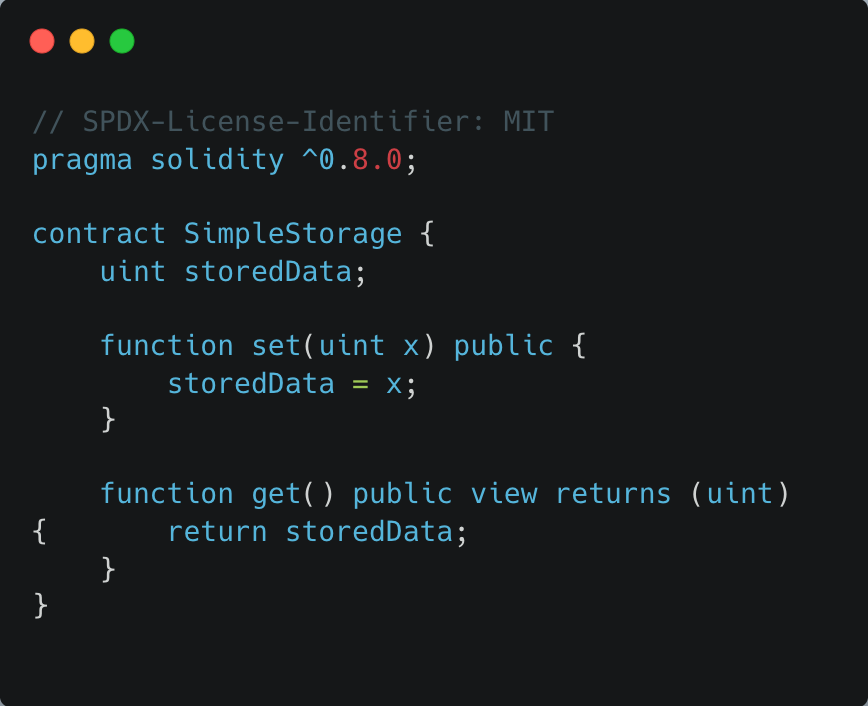 // SPDX-License-Identifier: MIT
pragma solidity ^0.8.0;

contract SimpleStorage {
    uint storedData;

    function set(uint x) public {
        storedData = x;
    }

    function get() public view returns (uint)
{       return storedData;
    }
}